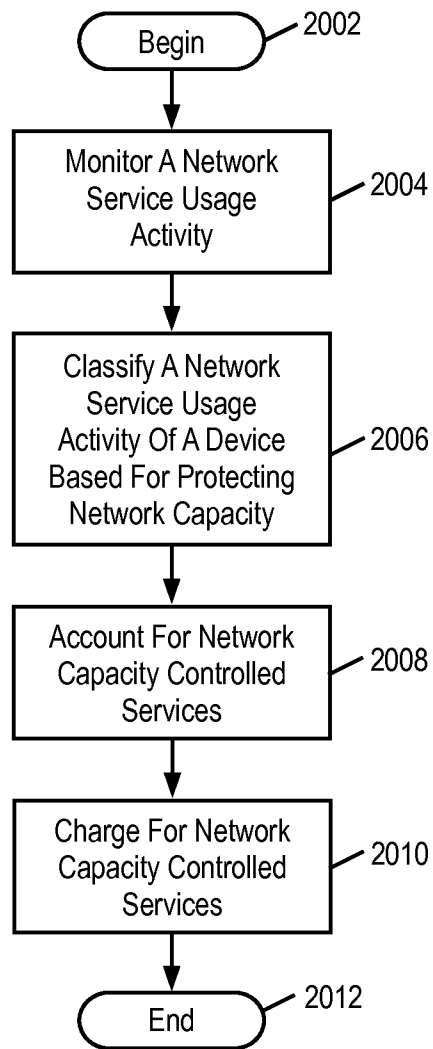 Begin
2002
Monitor A Network
Service Usage
Activity
2004
Classify A Network
Service Usage
Activity Of A Device
Based For Protecting
Network Capacity
2006
Account For Network
Capacity Controlled
Services
2008
Charge For Network
Capacity Controlled
Services
2010
End
2012